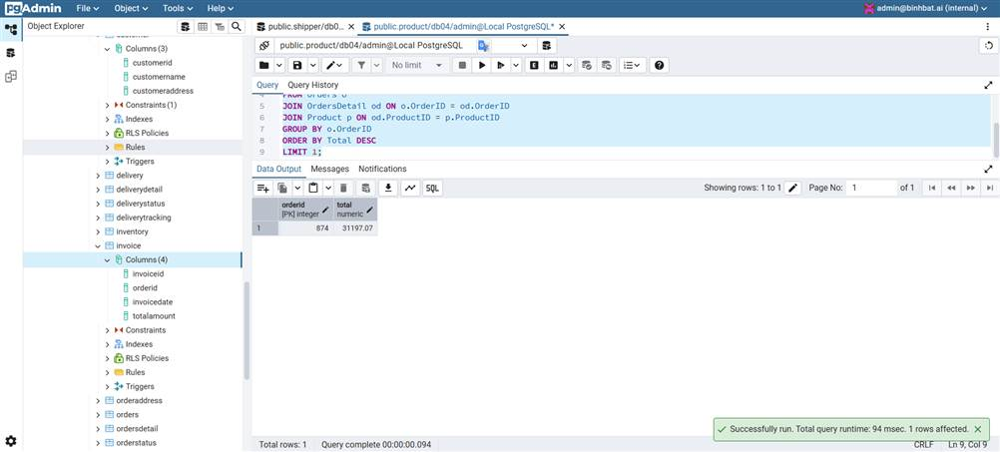 pgAdmin File Object Tools Help admin@binhbat.ai (internal)
Object Explorer
public.shipper/db0...
public.product/db04/admin@Local PostgreSQL*
customer
Columns (3)
customerid
customername
customeraddress
Constraints (1)
Indexes
RLS Policies
Rules
Triggers
delivery
deliverydetail
deliverystatus
deliverytracking
inventory
invoice
Columns (4)
invoiceid
orderid
invoicedate
totalamount
Constraints
Indexes
RLS Policies
Rules
Triggers
orderaddress
orders
ordersdetail
orderstatus
public.product/db04/admin@Local PostgreSQL
No limit
Query Query History
4 FROM Orders o
5 JOIN OrdersDetail od ON o.OrderID = od.OrderID
6 JOIN Product p ON od.ProductID = p.ProductID
7 GROUP BY o.OrderID
8 ORDER BY Total DESC
9 LIMIT 1;
Data Output Messages Notifications
SQL Showing rows: 1 to 1 Page No: 1 of 1
orderid total
[PK] integer numeric
1 874 31197.07
Successfully run. Total query runtime: 94 msec. 1 rows affected.
Total rows: 1 Query complete 00:00:00.094 CRLF Ln 9, Col 9